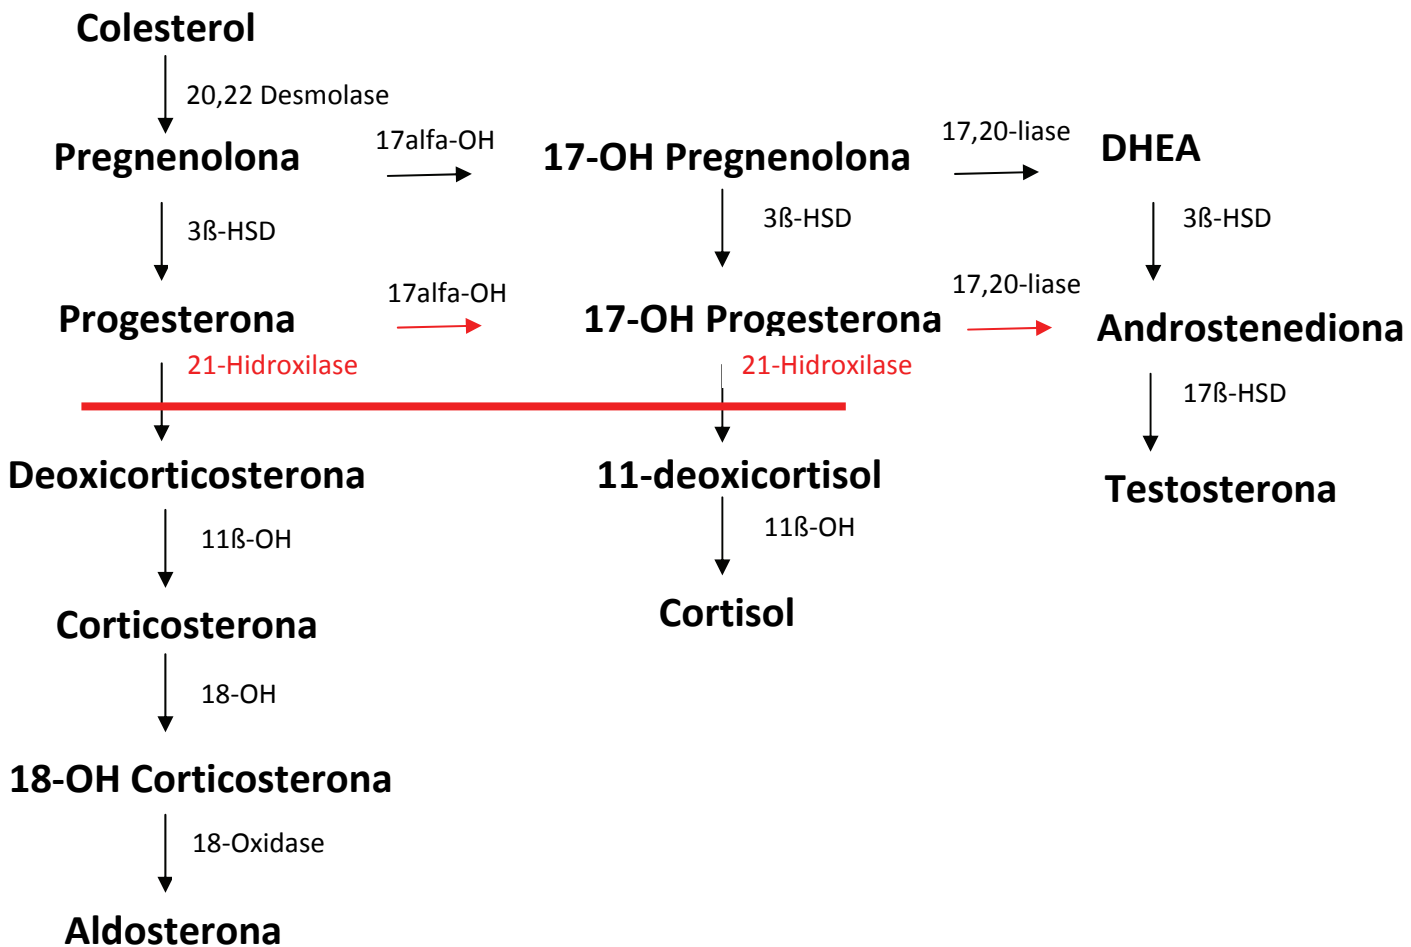 Colesterol
20,22 Desmolase
Pregnenolona
17alfa-OH
17-OH Pregnenolona
17,20-liase
DHEA
3ß-HSD
3ß-HSD
3ß-HSD
Progesterona
17alfa-OH
17-OH Progesterona
17,20-liase
Androstenediona
21-Hidroxilase
21-Hidroxilase
17ß-HSD
Deoxicorticosterona
11-deoxicortisol
Testosterona
11ß-OH
11ß-OH
Corticosterona
Cortisol
18-OH
18-OH Corticosterona
18-Oxidase
Aldosterona